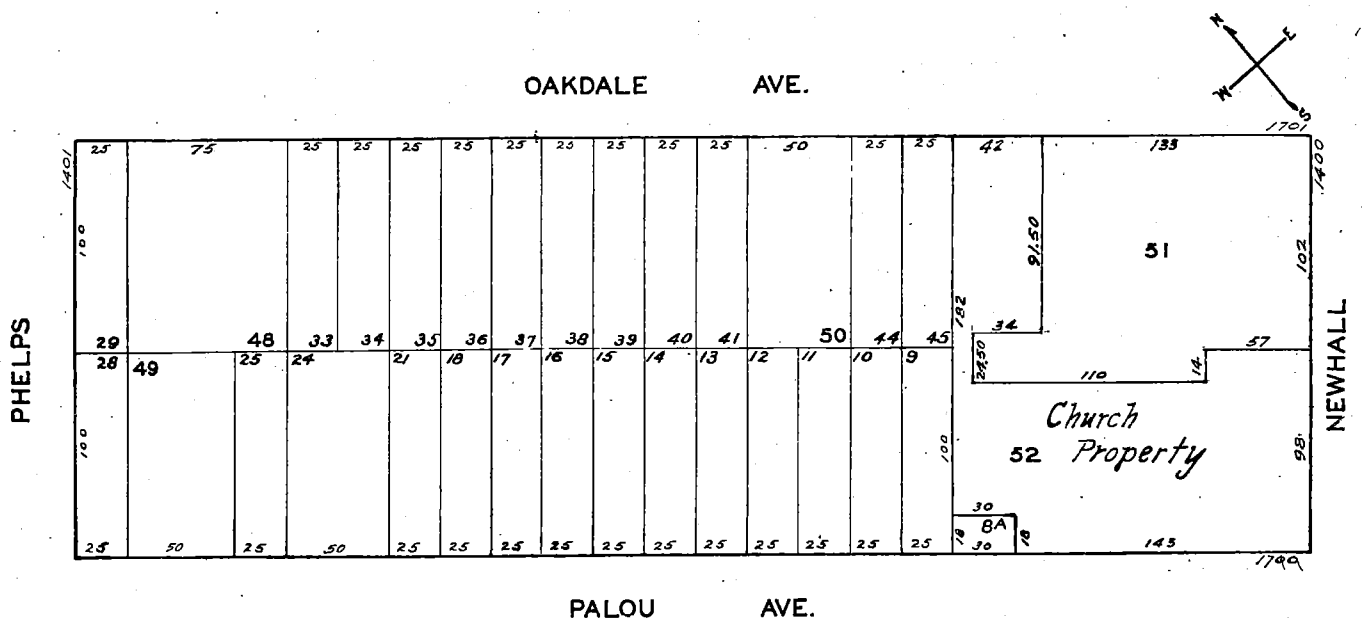 N
E
W
S
OAKDALE AVE.
1701
25 75 25 25 25 25 25 25 25 25 25 50 25 25 42 133
1401
1400
100
91.50
51
102
182
34
29 48 33 34 35 36 37 38 39 40 41 50 44 45
57
28 49 25 24 21 18 17 16 15 14 13 12 11 10 9
24.50
14
110
PHELPS
NEWHALL
Church
52 Property
100
100
98
30
8A
18
18
25 50 25 50 25 25 25 25 25 25 25 25 25 25 25 30 145
1799
PALOU AVE.